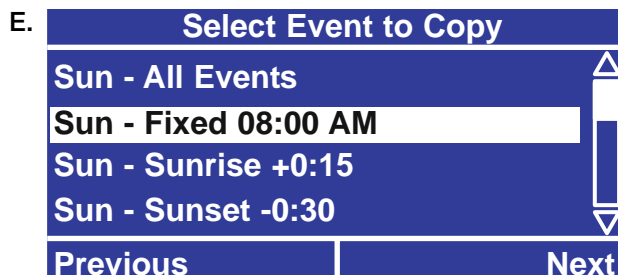 E.
Select Event to Copy
Sun - All Events
Sun - Fixed 08:00 AM
Sun - Sunrise +0:15
Sun - Sunset -0:30
Previous Next